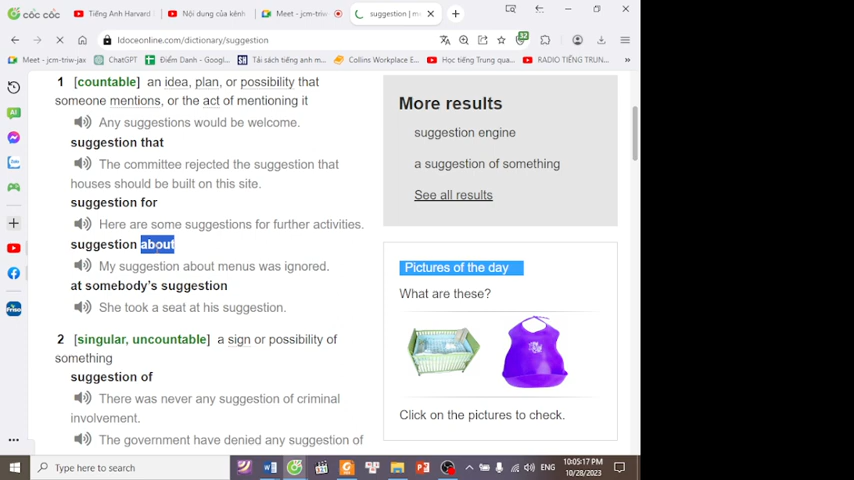 cốc cốc
Tiếng Anh Harvard
Nội dung của kênh
Meet - jcm-triw
suggestion | m
ldoceonline.com/dictionary/suggestion
32
Meet - jcm-triw-jax
ChatGPT
Điểm Danh - Googl...
SH Tải sách tiếng anh m...
Collins Workplace E...
Học tiếng Trung qua...
RADIO TIẾNG TRUN...
1 [countable] an idea, plan, or possibility that
someone mentions, or the act of mentioning it
Any suggestions would be welcome.
suggestion that
The committee rejected the suggestion that
houses should be built on this site.
suggestion for
Here are some suggestions for further activities.
suggestion about
My suggestion about menus was ignored.
at somebody's suggestion
She took a seat at his suggestion.
2 [singular, uncountable] a sign or possibility of
something
suggestion of
There was never any suggestion of criminal
involvement.
The government have denied any suggestion of
More results
suggestion engine
a suggestion of something
See all results
Pictures of the day
What are these?
Click on the pictures to check.
Type here to search
ENG
10:05:17 PM
10/28/2023